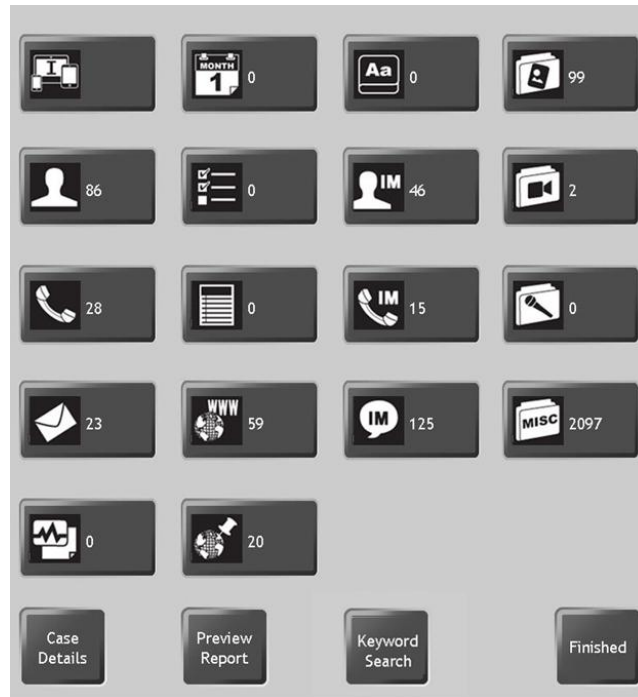 I
MONTH
1
0
Aa
0
99
86
0
IM
46
2
28
0
IM
15
0
23
WWW
59
IM
125
MISC
2097
0
20
Case
Details
Preview
Report
Keyword
Search
Finished